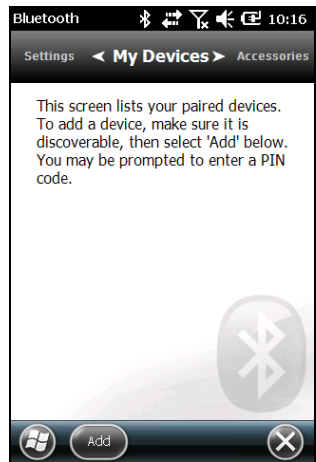 Bluetooth 10:16
Settings My Devices Accessories
This screen lists your paired devices.
To add a device, make sure it is
discoverable, then select 'Add' below.
You may be prompted to enter a PIN
code.
Add